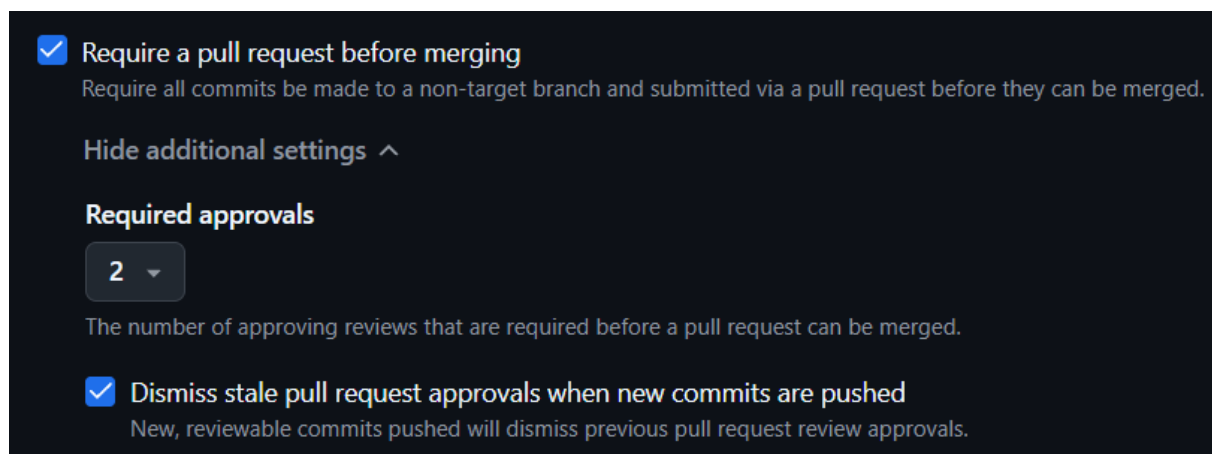 Require a pull request before merging
Require all commits be made to a non-target branch and submitted via a pull request before they can be merged.
Hide additional settings
Required approvals
2
The number of approving reviews that are required before a pull request can be merged.
Dismiss stale pull request approvals when new commits are pushed
New, reviewable commits pushed will dismiss previous pull request review approvals.